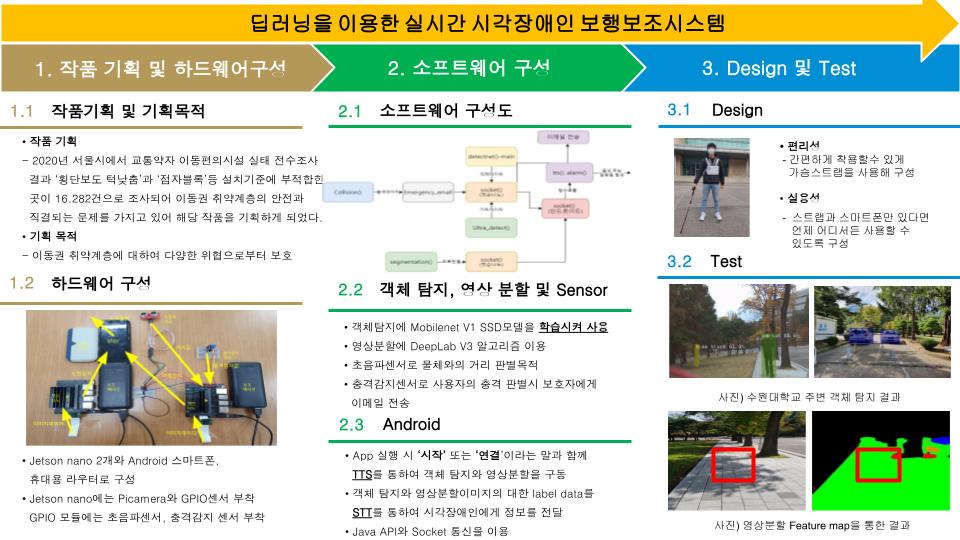 딥러닝을 이용한 실시간 시각장애인 보행보조시스템
1. 작품 기획 및 하드웨어구성
2. 소프트웨어 구성
3. Design 및 Test
1.1 작품기획 및 기획목적
• 작품 기획
– 2020년 서울시에서 교통약자 이동편의시설 실태 전수조사
결과 ‘횡단보도 턱낮춤’과 ‘점자블록’등 설치기준에 부적합한
곳이 16.282건으로 조사되어 이동권 취약계층의 안전과
직결되는 문제를 가지고 있어 해당 작품을 기획하게 되었다.
• 기획 목적
– 이동권 취약계층에 대하여 다양한 위협으로부터 보호
1.2 하드웨어 구성
• Jetson nano 2개와 Android 스마트폰,
휴대용 라우터로 구성
• Jetson nano에는 Picamera와 GPIO센서 부착
GPIO 모듈에는 초음파센서, 충격감지 센서 부착
2.1 소프트웨어 구성도
이메일 전송
detectnet()-main
tts(), alarm()
Collision()
Emergency_email
socket()
socket()
Ultra_detect()
segmentation()
socket()
2.2 객체 탐지, 영상 분할 및 Sensor
• 객체탐지에 Mobilenet V1 SSD모델을 학습시켜 사용
• 영상분할에 DeepLab V3 알고리즘 이용
• 초음파센서로 물체와의 거리 판별목적
• 충격감지센서로 사용자의 충격 판별시 보호자에게
이메일 전송
2.3 Android
• App 실행 시 ‘시작’ 또는 ‘연결’이라는 말과 함께
TTS를 통하여 객체 탐지와 영상분할을 구동
• 객체 탐지와 영상분할이미지의 대한 label data를
STT를 통하여 시각장애인에게 정보를 전달
• Java API와 Socket 통신을 이용
3.1 Design
• 편리성
- 간편하게 착용할수 있게
가슴스트랩을 사용해 구성
• 실용성
- 스트랩과 스마트폰만 있다면
언제 어디서든 사용할 수
있도록 구성
3.2 Test
사진) 수원대학교 주변 객체 탐지 결과
사진) 영상분할 Feature map을 통한 결과